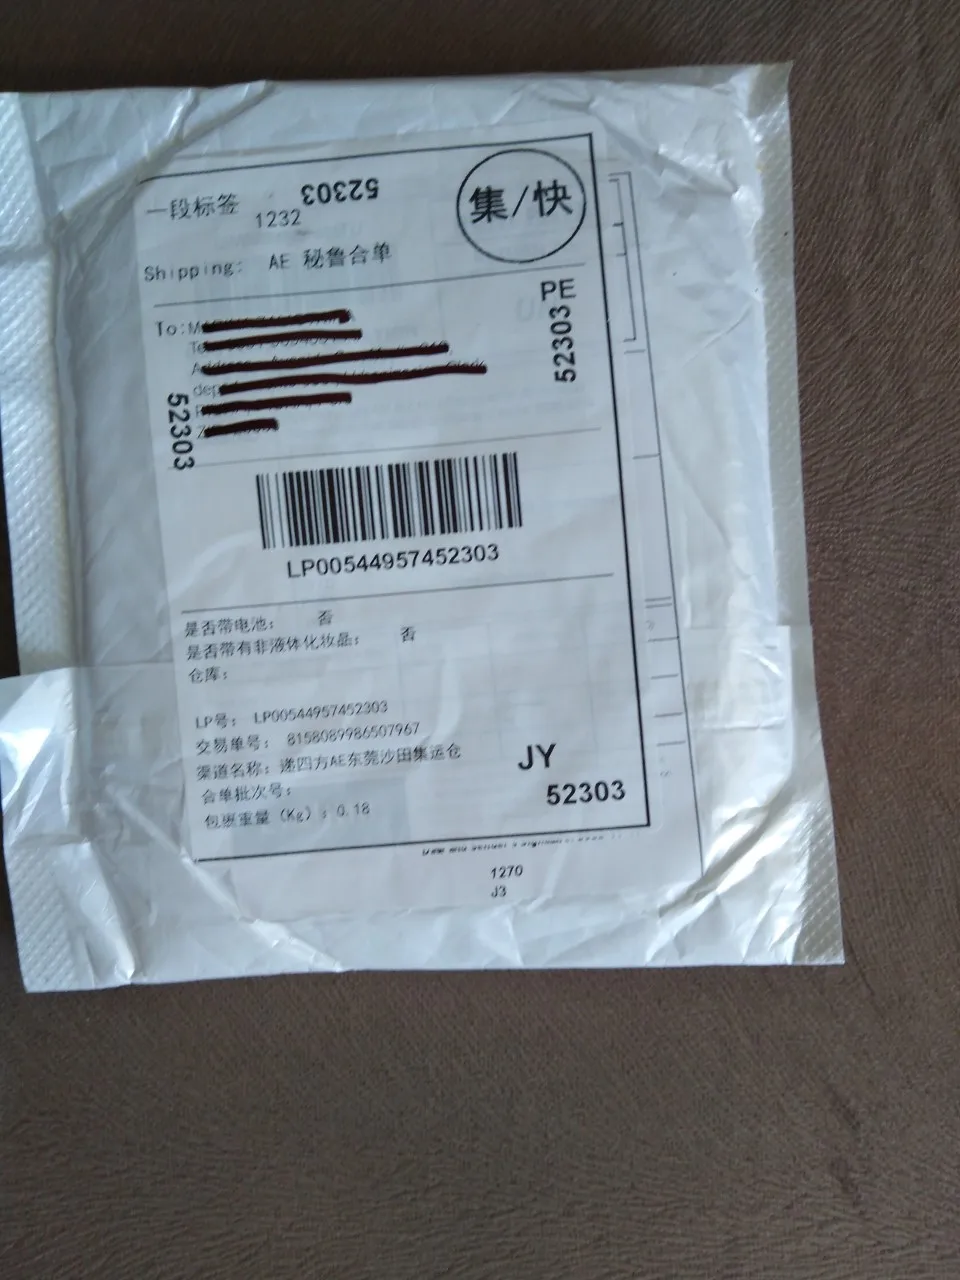 一段标签
52303
1232
集/快
Shipping: AE 秘鲁合单
PE
52303
To:
52303
LP00544957452303
是否带电池: 否
是否带有非液体化妆品: 否
仓库:
LP号: LP00544957452303
交易单号: 8158089986507967
渠道名称: 递四方AE东莞沙田集运仓
合单批次号:
包裹重量 (Kg) : 0.18
JY
52303
1270
J3